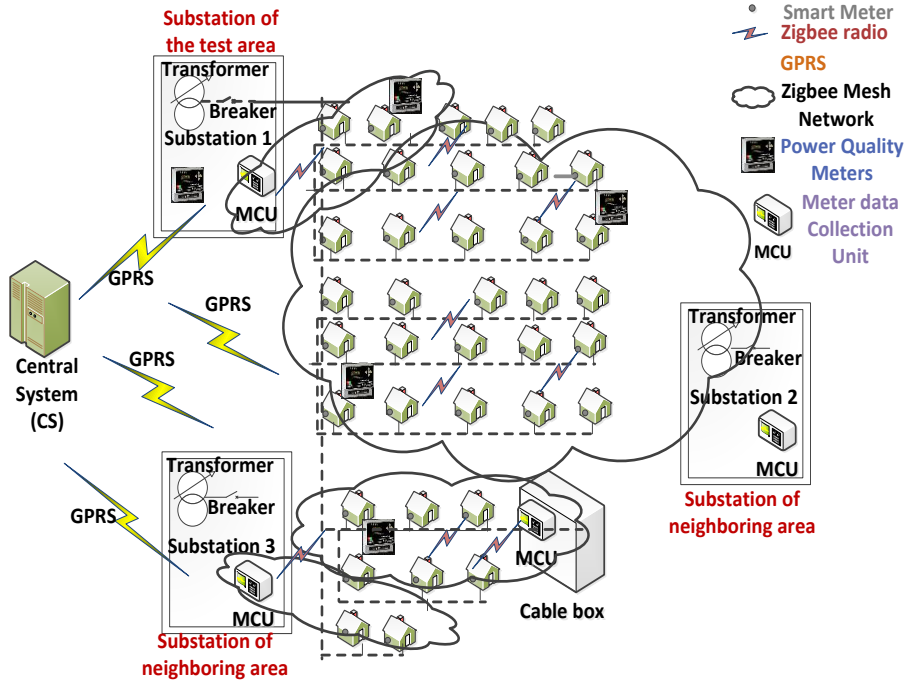 Substation of
the test area
Transformer
Breaker
Substation 1
MCU
Smart Meter
Zigbee radio
GPRS
Zigbee Mesh
Network
Power Quality
Meters
Meter data
Collection
Unit
MCU
GPRS
GPRS
GPRS
GPRS
Central
System
(CS)
Transformer
Breaker
Substation 2
MCU
Substation of
neighboring area
Transformer
Breaker
Substation 3
MCU
Substation of
neighboring area
MCU
Cable box